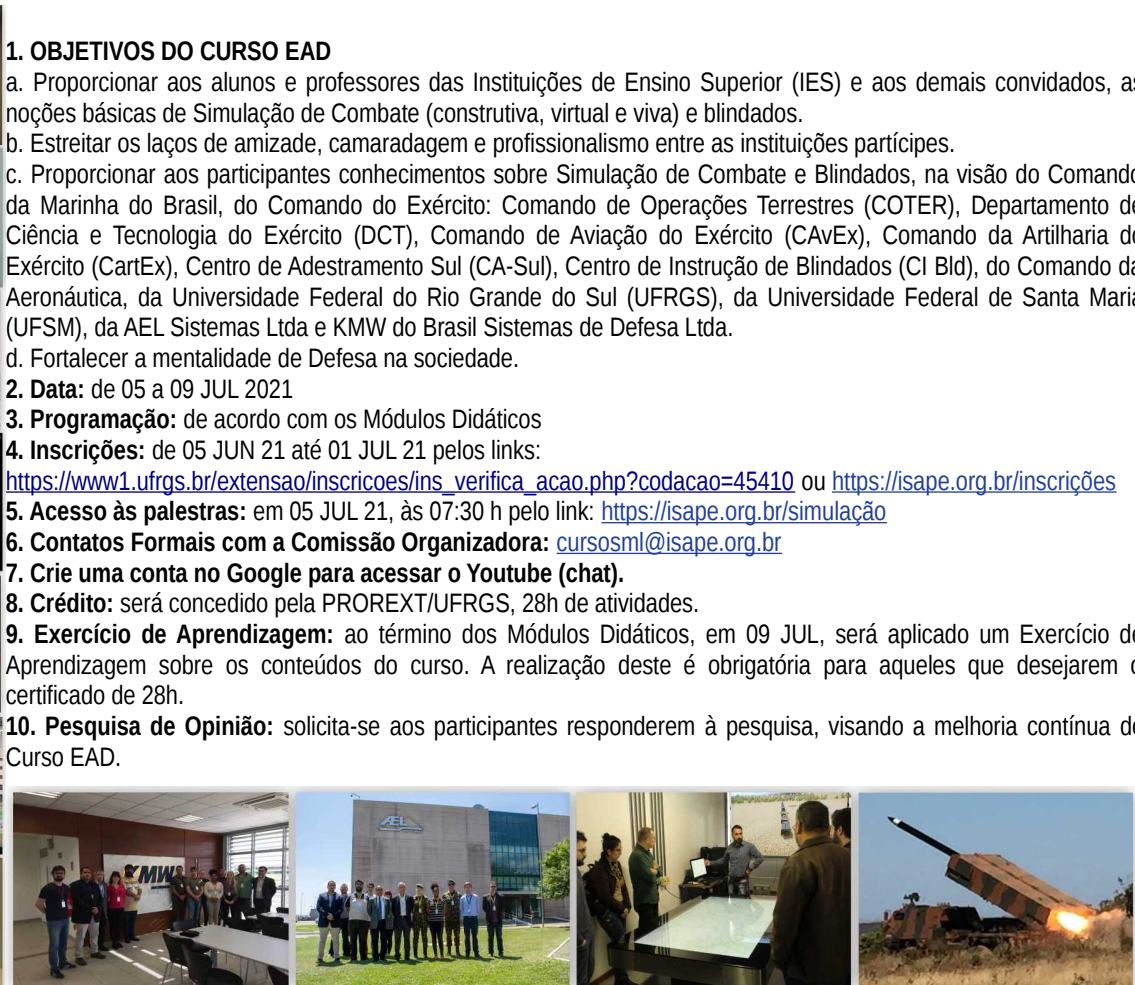 1. OBJETIVOS DO CURSO EAD
a. Proporcionar aos alunos e professores das Instituições de Ensino Superior (IES) e aos demais convidados, as
noções básicas de Simulação de Combate (construtiva, virtual e viva) e blindados.
b. Estreitar os laços de amizade, camaradagem e profissionalismo entre as instituições partícipes.
c. Proporcionar aos participantes conhecimentos sobre Simulação de Combate e Blindados, na visão do Comando
da Marinha do Brasil, do Comando do Exército: Comando de Operações Terrestres (COTER), Departamento de
Ciência e Tecnologia do Exército (DCT), Comando de Aviação do Exército (CAvEx), Comando da Artilharia do
Exército (CartEx), Centro de Adestramento Sul (CA-Sul), Centro de Instrução de Blindados (CI Bld), do Comando da
Aeronáutica, da Universidade Federal do Rio Grande do Sul (UFRGS), da Universidade Federal de Santa Maria
(UFSM), da AEL Sistemas Ltda e KMW do Brasil Sistemas de Defesa Ltda.
d. Fortalecer a mentalidade de Defesa na sociedade.
2. Data: de 05 a 09 JUL 2021
3. Programação: de acordo com os Módulos Didáticos
4. Inscrições: de 05 JUN 21 até 01 JUL 21 pelos links:
https://www1.ufrgs.br/extensao/inscricoes/ins_verifica_acao.php?codacao=45410 ou https://isape.org.br/inscrições
5. Acesso às palestras: em 05 JUL 21, às 07:30 h pelo link: https://isape.org.br/simulação
6. Contatos Formais com a Comissão Organizadora: cursosml@isape.org.br
7. Crie uma conta no Google para acessar o Youtube (chat).
8. Crédito: será concedido pela PROREXT/UFRGS, 28h de atividades.
9. Exercício de Aprendizagem: ao término dos Módulos Didáticos, em 09 JUL, será aplicado um Exercício de
Aprendizagem sobre os conteúdos do curso. A realização deste é obrigatória para aqueles que desejarem o
certificado de 28h.
10. Pesquisa de Opinião: solicita-se aos participantes responderem à pesquisa, visando a melhoria contínua do
Curso EAD.
KMW
AEL